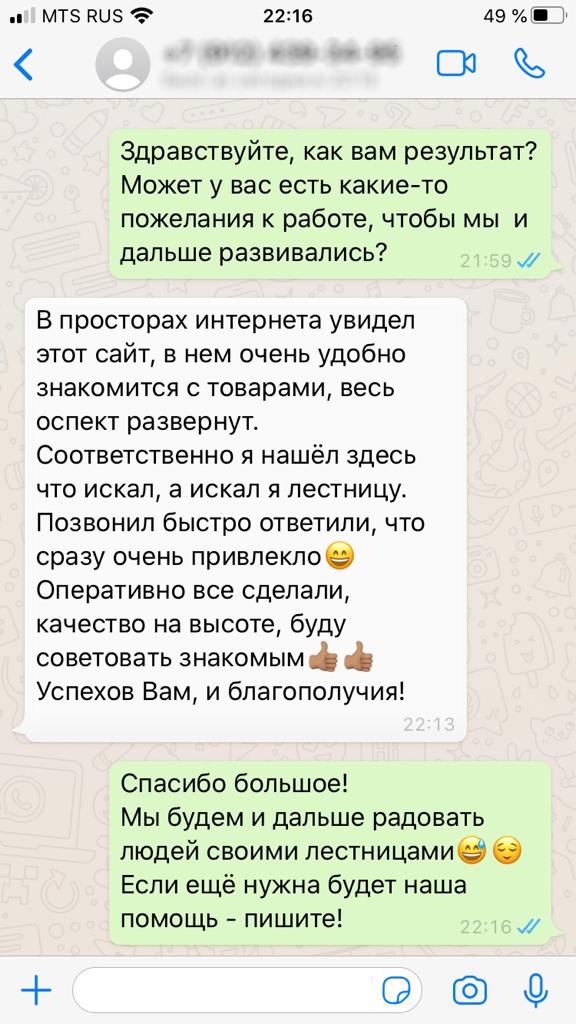 MTS RUS 22:16 49 %
Здравствуйте, как вам результат?
Может у вас есть какие-то
пожелания к работе, чтобы мы и
дальше развивались?
21:59
В просторах интернета увидел
этот сайт, в нем очень удобно
знакомится с товарами, весь
оспект развернут.
Соответственно я нашёл здесь
что искал, а искал я лестницу.
Позвонил быстро ответили, что
сразу очень привлекло😄
Оперативно все сделали,
качество на высоте, буду
советовать знакомым👍🏽👍🏽
Успехов Вам, и благополучия!
22:13
Спасибо большое!
Мы будем и дальше радовать
людей своими лестницами😅😌
Если ещё нужна будет наша
помощь - пишите!
22:16